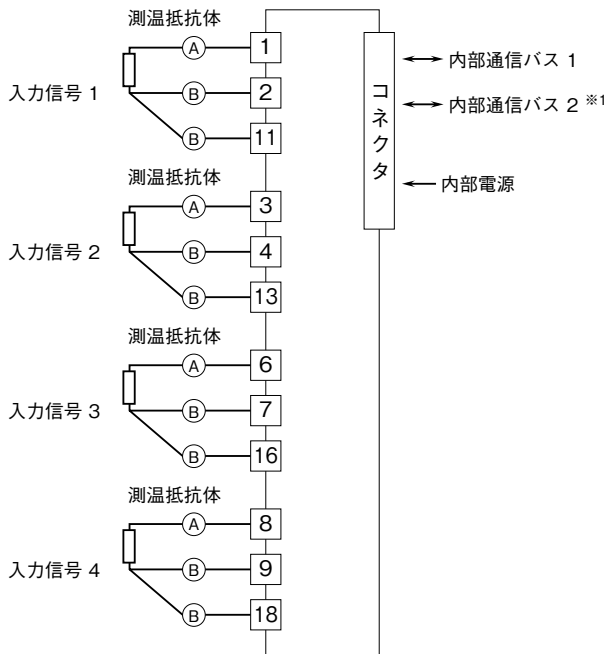 測温抵抗体
入力信号 1
A 1
B 2
B 11
コネクタ
内部通信バス 1
内部通信バス 2 ※1
内部電源
測温抵抗体
入力信号 2
A 3
B 4
B 13
測温抵抗体
入力信号 3
A 6
B 7
B 16
測温抵抗体
入力信号 4
A 8
B 9
B 18